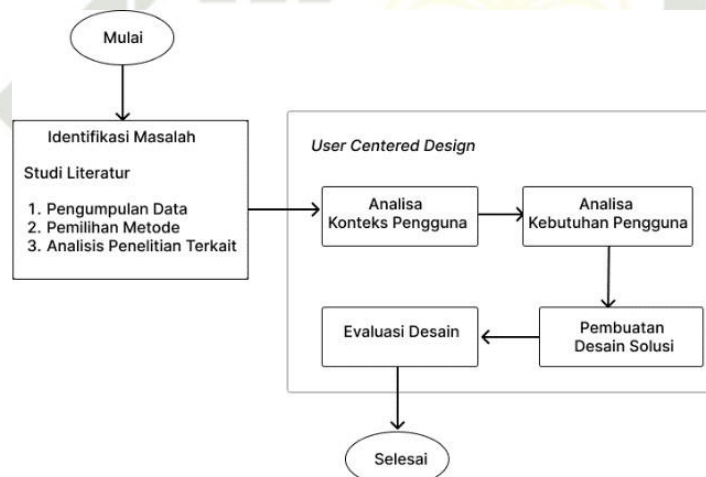 Mulai
Identifikasi Masalah
Studi Literatur
1. Pengumpulan Data
2. Pemilihan Metode
3. Analisis Penelitian Terkait
User Centered Design
Analisa
Konteks Pengguna
Analisa
Kebutuhan Pengguna
Pembuatan
Desain Solusi
Evaluasi Desain
Selesai